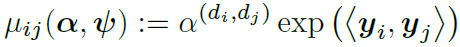 μ_{ij}(α, ψ) := α^{(d_i, d_j)} exp(⟨y_i, y_j⟩)